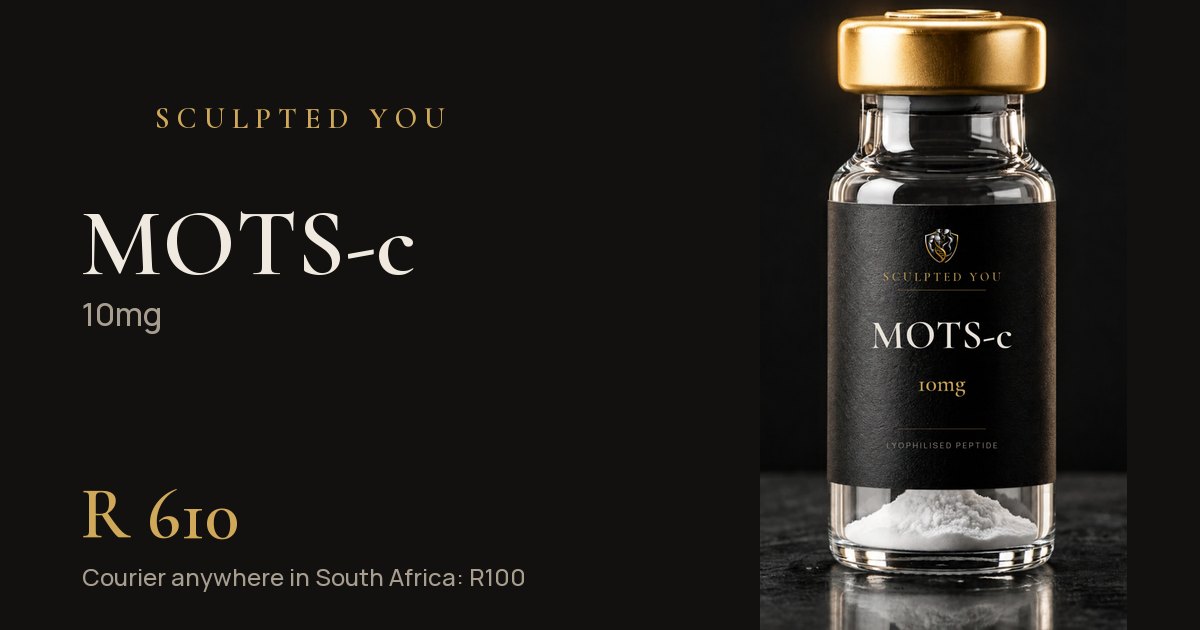 SCULPTED YOU
MOTS-c
10mg
R 610
Courier anywhere in South Africa: R100
SCULPTED YOU
MOTS-c
10mg
LYOPHILISED PEPTIDE